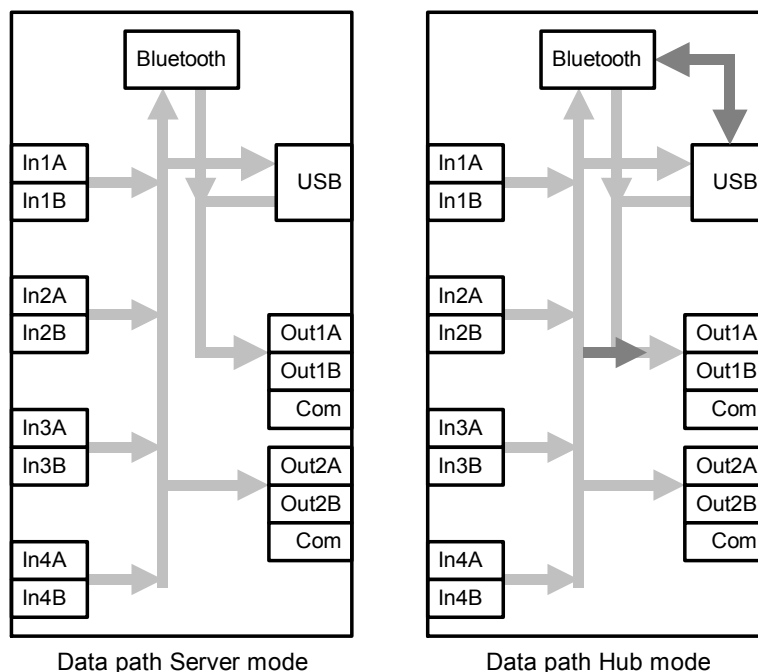 Bluetooth
In1A
In1B
USB
In2A
In2B
Out1A
Out1B
Com
In3A
In3B
Out2A
Out2B
Com
In4A
In4B
Data path Server mode
Bluetooth
In1A
In1B
USB
In2A
In2B
Out1A
Out1B
Com
In3A
In3B
Out2A
Out2B
Com
In4A
In4B
Data path Hub mode